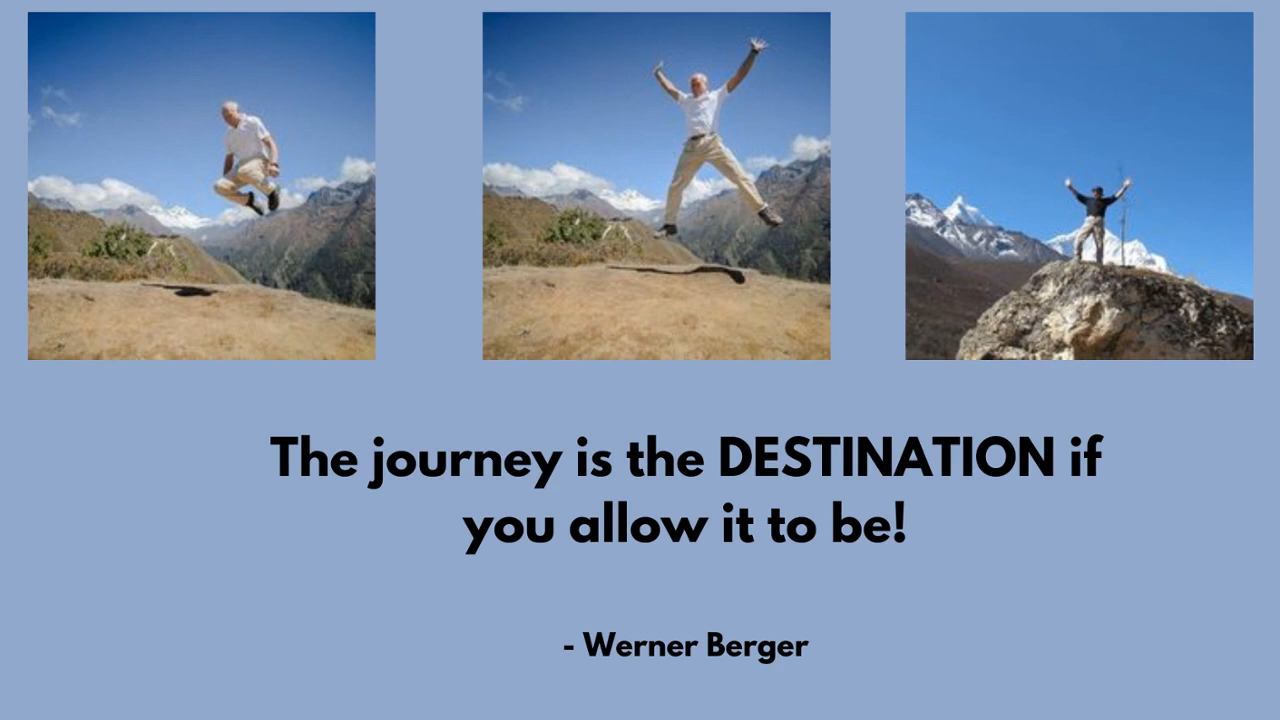 The journey is the DESTINATION if
you allow it to be!
- Werner Berger